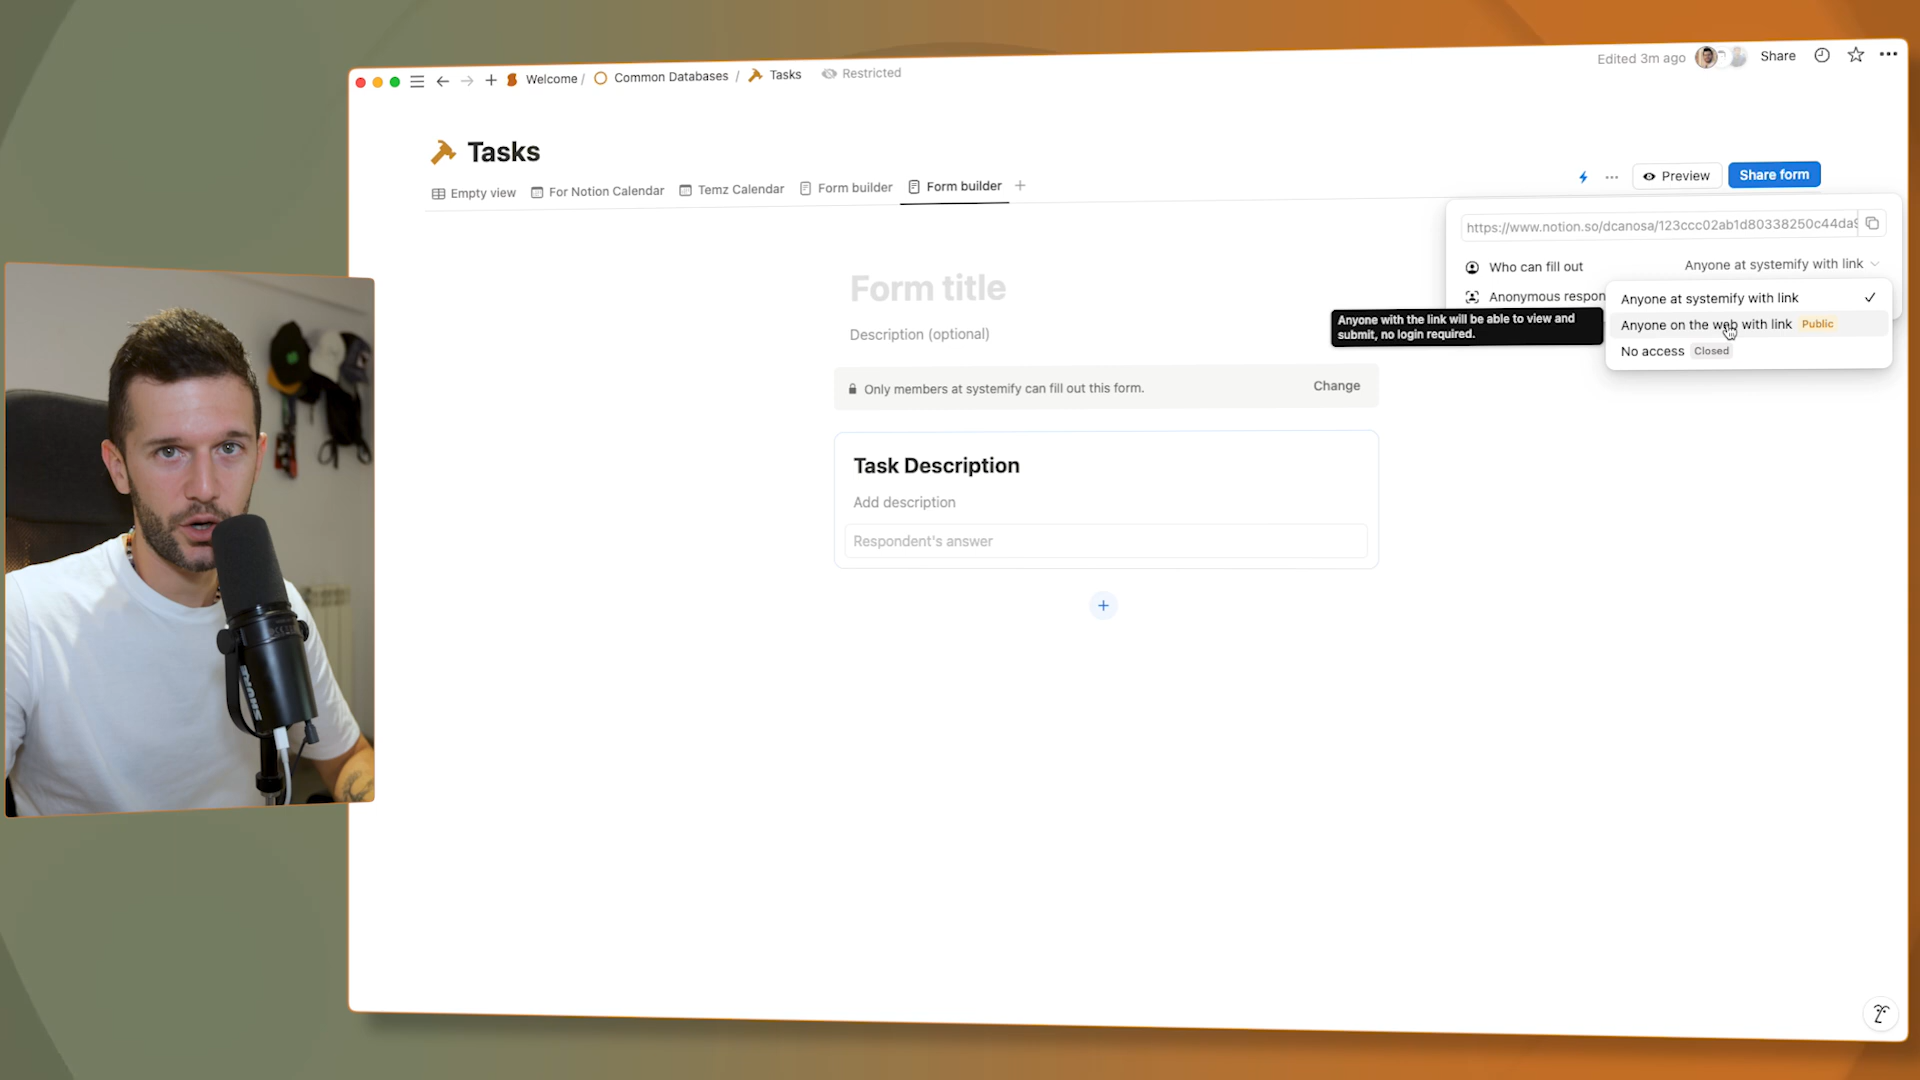 Welcome / Common Databases / Tasks Restricted
Edited 3m ago Share
Tasks
Empty view For Notion Calendar Temz Calendar Form builder Form builder
Preview Share form
https://www.notion.so/dcanosa/123ccc02ab1d80338250c44da9
Who can fill out Anyone at systemify with link
Anonymous respon
Anyone at systemify with link
Anyone on the web with link Public
No access Closed
Anyone with the link will be able to view and
submit, no login required.
Form title
Description (optional)
Only members at systemify can fill out this form. Change
Task Description
Add description
Respondent's answer
SHURE